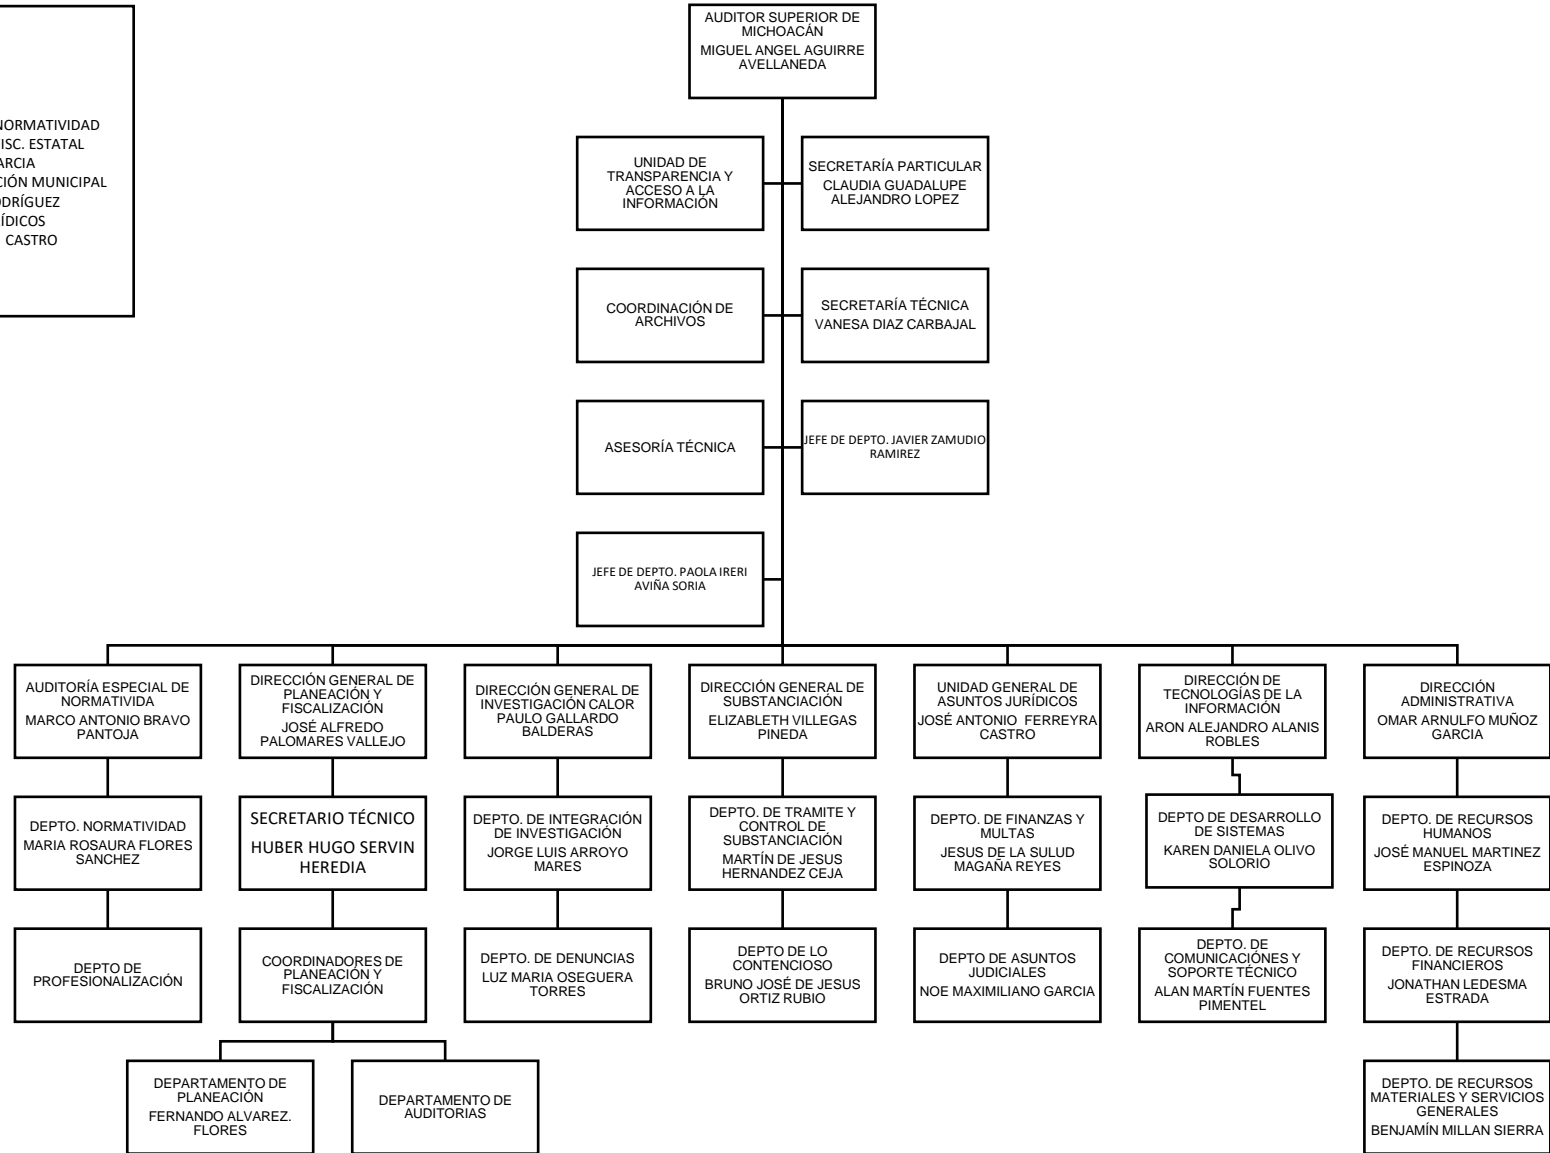 AUDITOR SUPERIOR DE
MICHOACÁN
MIGUEL ANGEL AGUIRRE
AVELLANEDA
NORMATIVIDAD
ISC. ESTATAL
ARCIA
CIÓN MUNICIPAL
ODRÍGUEZ
ÍDICOS
CASTRO
UNIDAD DE
TRANSPARENCIA Y
ACCESO A LA
INFORMACIÓN
SECRETARÍA PARTICULAR
CLAUDIA GUADALUPE
ALEJANDRO LOPEZ
COORDINACIÓN DE
ARCHIVOS
SECRETARÍA TÉCNICA
VANESA DIAZ CARBAJAL
ASESORÍA TÉCNICA
JEFE DE DEPTO. JAVIER ZAMUDIO
RAMIREZ
JEFE DE DEPTO. PAOLA IRERI
AVIÑA SORIA
AUDITORÍA ESPECIAL DE
NORMATIVIDA
MARCO ANTONIO BRAVO
PANTOJA
DIRECCIÓN GENERAL DE
PLANEACIÓN Y
FISCALIZACIÓN
JOSÉ ALFREDO
PALOMARES VALLEJO
DIRECCIÓN GENERAL DE
INVESTIGACIÓN CALOR
PAULO GALLARDO
BALDERAS
DIRECCIÓN GENERAL DE
SUBSTANCIACIÓN
ELIZABLETH VILLEGAS
PINEDA
UNIDAD GENERAL DE
ASUNTOS JURÍDICOS
JOSÉ ANTONIO  FERREYRA
CASTRO
DIRECCIÓN DE
TECNOLOGÍAS DE LA
INFORMACIÓN
ARON ALEJANDRO ALANIS
ROBLES
DIRECCIÓN
ADMINISTRATIVA
OMAR ARNULFO MUÑOZ
GARCIA
DEPTO. NORMATIVIDAD
MARIA ROSAURA FLORES
SANCHEZ
SECRETARIO TÉCNICO
HUBER HUGO SERVIN
HEREDIA
DEPTO. DE INTEGRACIÓN
DE INVESTIGACIÓN
JORGE LUIS ARROYO
MARES
DEPTO. DE TRAMITE Y
CONTROL DE
SUBSTANCIACIÓN
MARTÍN DE JESUS
HERNANDEZ CEJA
DEPTO. DE FINANZAS Y
MULTAS
JESUS DE LA SULUD
MAGAÑA REYES
DEPTO DE DESARROLLO
DE SISTEMAS
KAREN DANIELA OLIVO
SOLORIO
DEPTO. DE RECURSOS
HUMANOS
JOSÉ MANUEL MARTINEZ
ESPINOZA
DEPTO DE
PROFESIONALIZACIÓN
COORDINADORES DE
PLANEACIÓN Y
FISCALIZACIÓN
DEPTO. DE DENUNCIAS
LUZ MARIA OSEGUERA
TORRES
DEPTO DE LO
CONTENCIOSO
BRUNO JOSÉ DE JESUS
ORTIZ RUBIO
DEPTO DE ASUNTOS
JUDICIALES
NOE MAXIMILIANO GARCIA
DEPTO. DE
COMUNICACIÓNES Y
SOPORTE TÉCNICO
ALAN MARTÍN FUENTES
PIMENTEL
DEPTO. DE RECURSOS
FINANCIEROS
JONATHAN LEDESMA
ESTRADA
DEPARTAMENTO DE
PLANEACIÓN
FERNANDO ALVAREZ.
FLORES
DEPARTAMENTO DE
AUDITORIAS
DEPTO. DE RECURSOS
MATERIALES Y SERVICIOS
GENERALES
BENJAMÍN MILLAN SIERRA